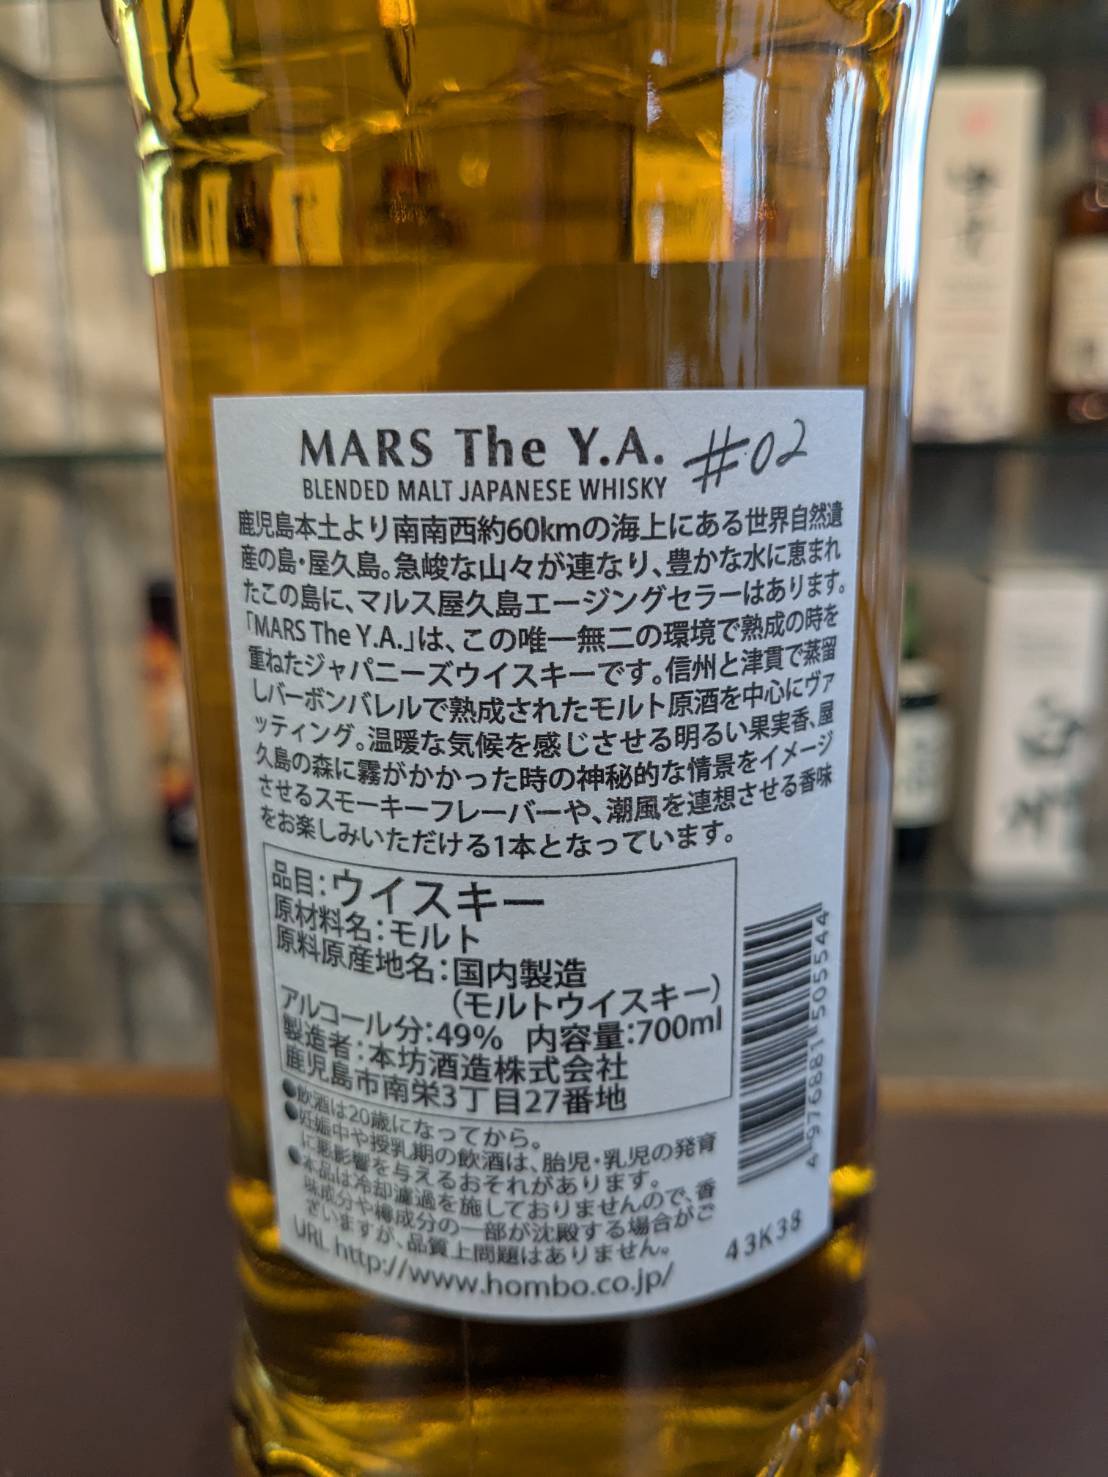 MARS The Y.A. #02
BLENDED MALT JAPANESE WHISKY
鹿児島本土より南南西約60kmの海上にある世界自然遺
産の島・屋久島。急峻な山々が連なり、豊かな水に恵まれ
たこの島に、マルス屋久島エージングセラーはあります。
「MARS The Y.A.」は、この唯一無二の環境で熟成の時を
重ねたジャパニーズウイスキーです。信州と津貫で蒸留
しバーボンバレルで熟成されたモルト原酒を中心にヴァ
ッティング。温暖な気候を感じさせる明るい果実香、屋
久島の森に霧がかかった時の神秘的な情景をイメージ
させるスモーキーフレーバーや、潮風を連想させる香味
をお楽しみいただける1本となっています。
品目：ウイスキー
原材料名：モルト
原料原産地名：国内製造
（モルトウイスキー）
アルコール分：49% 内容量：700ml
製造者：本坊酒造株式会社
鹿児島市南栄3丁目27番地
●飲酒は20歳になってから。
●妊娠中や授乳期の飲酒は、胎児・乳児の発育
に悪影響を与えるおそれがあります。
●本品は冷却濾過を施しておりませんので、香
味成分や樽成分の一部が沈殿する場合がご
ざいますが、品質上問題はありません。
URL http://www.hombo.co.jp/
43K38
4 976881 505544